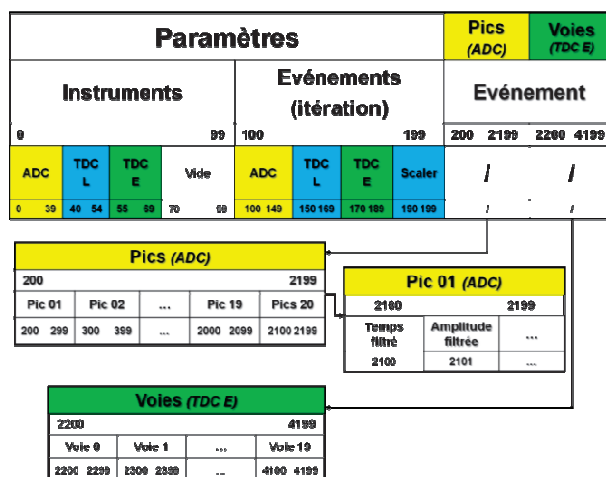 Paramètres
Pics
(ADC)
Voies
(TDC E)
Instruments
Evénements
(itération)
Evénement
0 99 100 199 200 2199 2200 4199
ADC TDC L TDC E Vide ADC TDC L TDC E Scaler / /
0 39 40 54 55 69 70 99 100 149 150 169 170 189 190 199 / /
Pics (ADC)
200 2199
Pic 01 Pic 02 ... Pic 19 Pics 20
200 299 300 399 ... 2000 2099 2100 2199
Pic 01 (ADC)
2100 2199
Temps filtré Amplitude filtrée ...
2100 2101 ...
Voies (TDC E)
2200 4199
Voie 0 Voie 1 ... Voie 19
2200 2299 2300 2399 ... 4100 4199